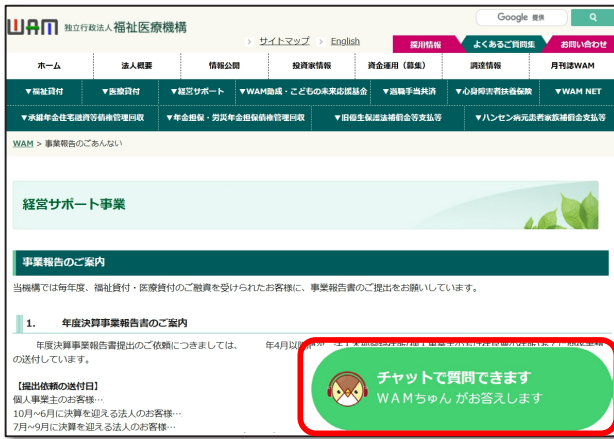 WAM 独立行政法人福祉医療機構
Google 提供
サイトマップ English
採用情報 よくあるご質問集 お問い合わせ
ホーム 法人概要 情報公開 投資家情報 資金運用（募集） 調達情報 月刊誌WAM
▼福祉貸付 ▼医療貸付 ▼経営サポート ▼WAM助成・こどもの未来応援基金 ▼退職手当共済 ▼心身障害者扶養保険 ▼WAM NET
▼承継年金住宅融資等債権管理回収 ▼年金担保・労災年金担保債権管理回収 ▼旧優生保護法補償金等支払等 ▼ハンセン病元患者家族補償金支払等
WAM > 事業報告のごあんない
経営サポート事業
事業報告のご案内
当機構では毎年度、福祉貸付・医療貸付のご融資を受けられたお客様に、事業報告書のご提出をお願いしています。
1. 年度決算事業報告書のご案内
年度決算事業報告書提出のご依頼につきましては、 年4月以降
の送付しています。
【提出依頼の送付日】
個人事業主のお客様…
10月~6月に決算を迎える法人のお客様…
7月~9月に決算を迎える法人のお客様…
チャットで質問できます
WAMちゅん がお答えします